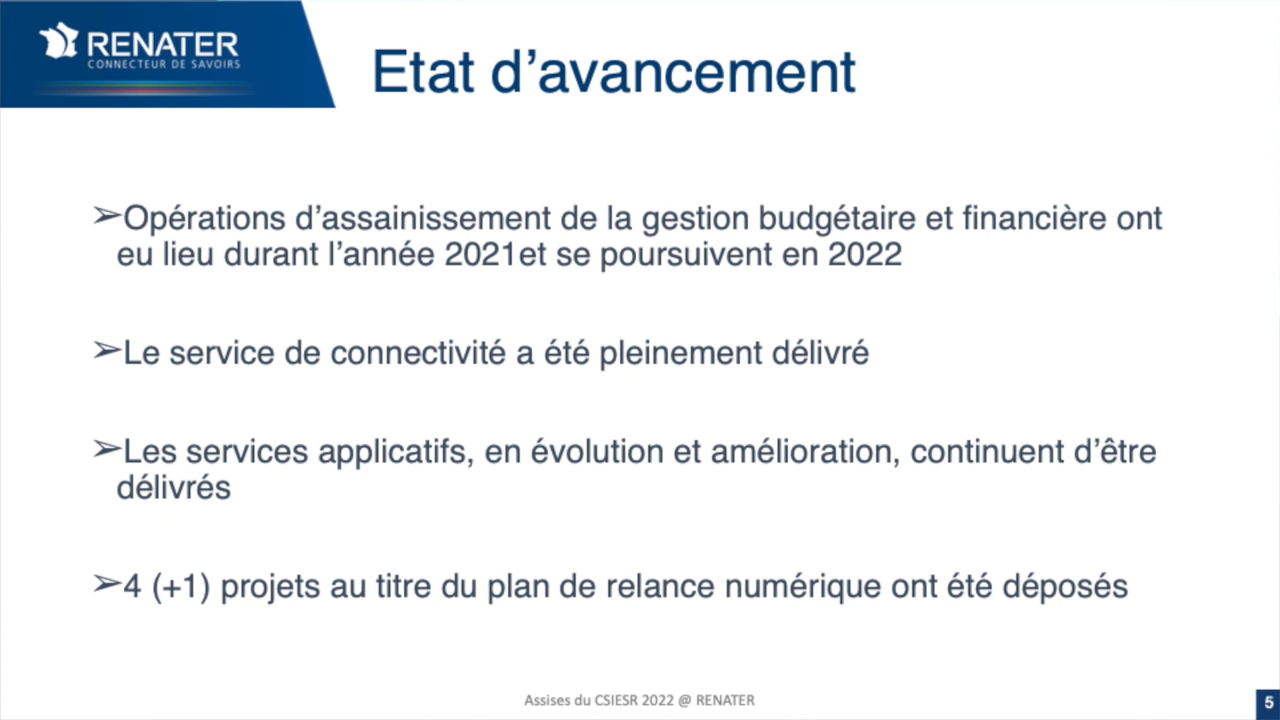 RENATER
CONNECTEUR DE SAVOIRS
Etat d’avancement
➢Opérations d’assainissement de la gestion budgétaire et financière ont
eu lieu durant l’année 2021et se poursuivent en 2022
➢Le service de connectivité a été pleinement délivré
➢Les services applicatifs, en évolution et amélioration, continuent d’être
délivrés
➢4 (+1) projets au titre du plan de relance numérique ont été déposés
Assises du CSIESR 2022 @ RENATER
5